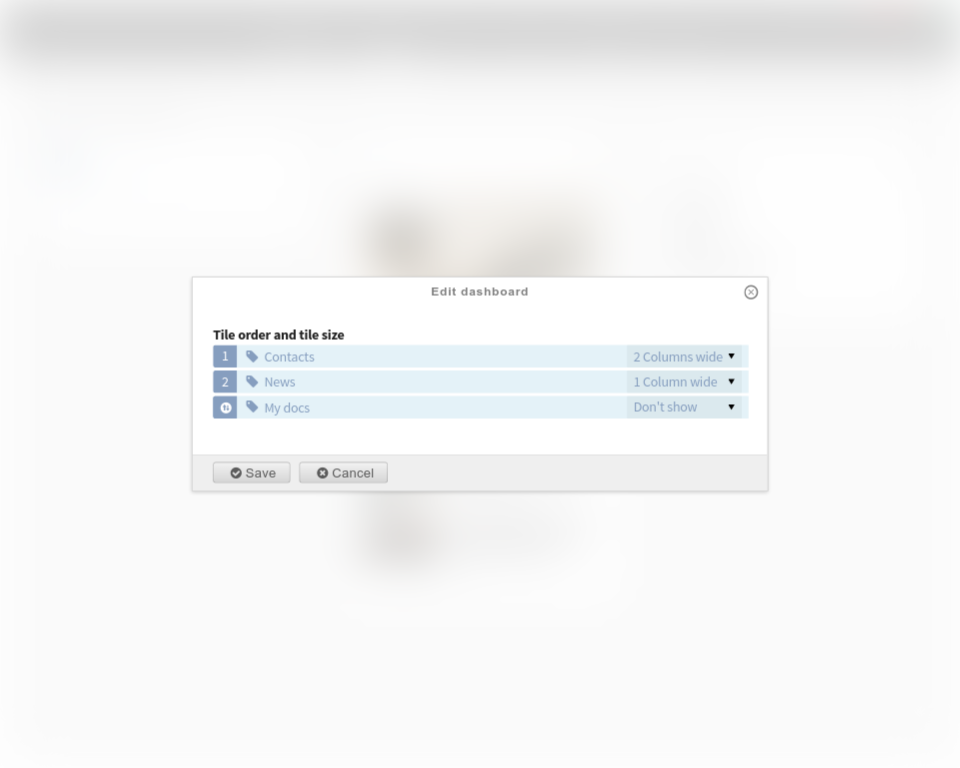 Edit dashboard
Tile order and tile size
1 Contacts 2 Columns wide
2 News 1 Column wide
My docs Don't show
Save Cancel